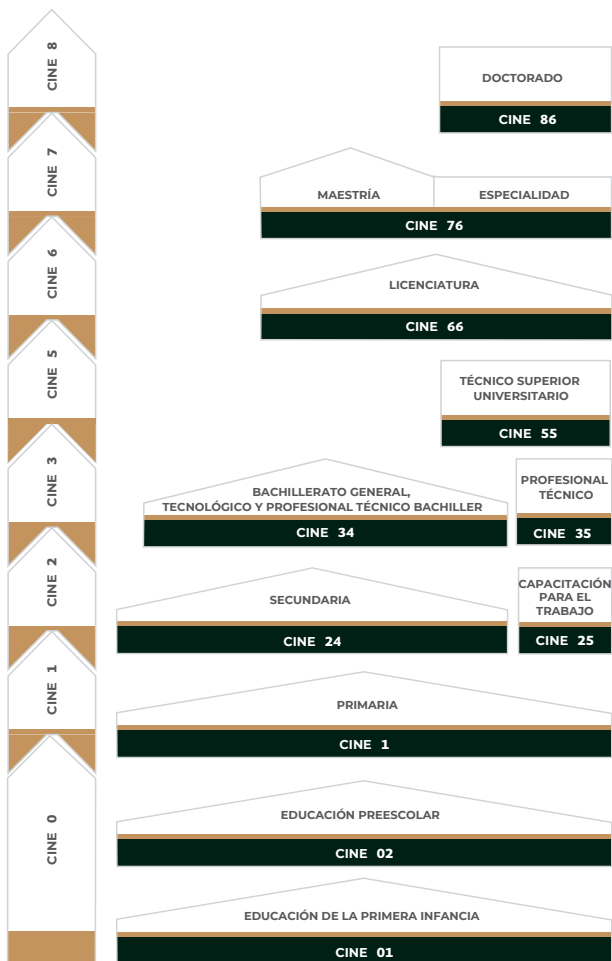 CINE 8
DOCTORADO
CINE 86
CINE 7
MAESTRÍA
ESPECIALIDAD
CINE 76
CINE 6
LICENCIATURA
CINE 66
CINE 5
TÉCNICO SUPERIOR
UNIVERSITARIO
CINE 55
CINE 3
BACHILLERATO GENERAL,
TECNOLÓGICO Y PROFESIONAL TÉCNICO BACHILLER
CINE 34
PROFESIONAL
TÉCNICO
CINE 35
CINE 2
SECUNDARIA
CINE 24
CAPACITACIÓN
PARA EL
TRABAJO
CINE 25
CINE 1
PRIMARIA
CINE 1
CINE 0
EDUCACIÓN PREESCOLAR
CINE 02
EDUCACIÓN DE LA PRIMERA INFANCIA
CINE 01